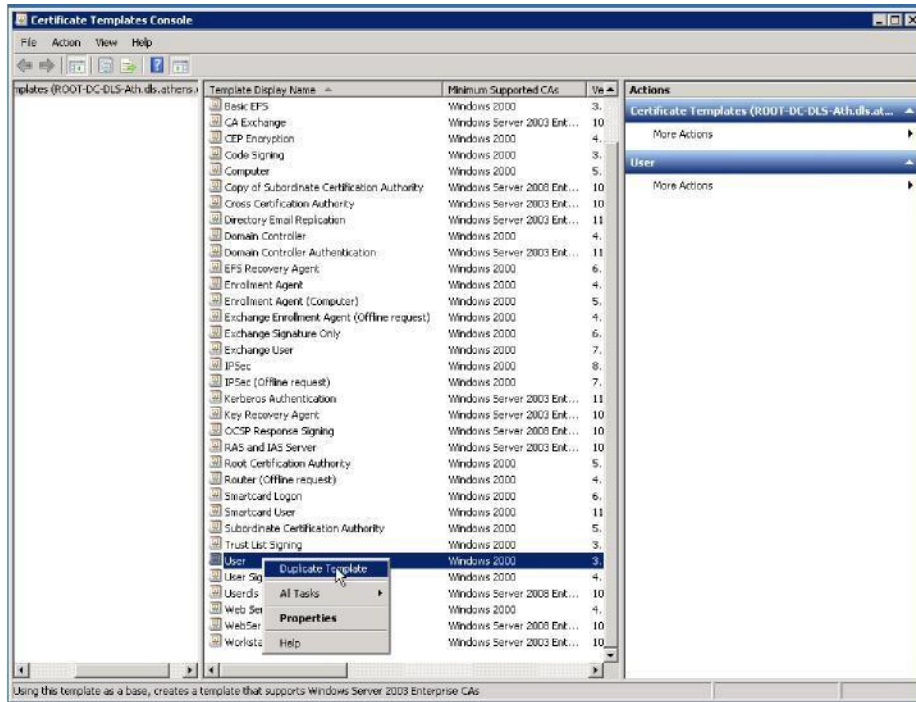 Certificate Templates Console
File Action View Help
mplates (ROOT-DC-DLS-Ath.dls.athens.
Template Display Name Minimum Supported CAs Ve
Actions
Basic EFS Windows 2000 3.
Certificate Templates (ROOT-DC-DLS-Ath.dls.at...
CA Exchange Windows Server 2003 Ent... 10
More Actions
CEP Encryption Windows 2000 4.
Code Signing Windows 2000 3.
User
Computer Windows 2000 5.
More Actions
Copy of Subordinate Certification Authority Windows Server 2008 Ent... 10
Cross Certification Authority Windows Server 2003 Ent... 10
Directory Email Replication Windows Server 2003 Ent... 11
Domain Controller Windows 2000 4.
Domain Controller Authentication Windows Server 2003 Ent... 11
EFS Recovery Agent Windows 2000 6.
Enrolment Agent Windows 2000 4.
Enrolment Agent (Computer) Windows 2000 5.
Exchange Enrolment Agent (Offline request) Windows 2000 4.
Exchange Signature Only Windows 2000 6.
Exchange User Windows 2000 7.
IPSec Windows 2000 8.
IPSec (Offline request) Windows 2000 7.
Kerberos Authentication Windows Server 2003 Ent... 11
Key Recovery Agent Windows Server 2003 Ent... 10
OCSP Response Signing Windows Server 2008 Ent... 10
RAS and IAS Server Windows Server 2003 Ent... 10
Root Certification Authority Windows 2000 5.
Router (Offline request) Windows 2000 4.
Smartcard Logon Windows 2000 6.
Smartcard User Windows 2000 11
Subordinate Certification Authority Windows 2000 5.
Trust List Signing Windows 2000 3.
User Windows 2000 3.
Duplicate Template
User Sig Windows 2000 4.
Userdls Windows Server 2008 Ent... 10
All Tasks
Web Ser Windows 2000 4.
Properties
WebSer Windows Server 2008 Ent... 10
Worksta Windows Server 2003 Ent... 10
Help
Using this template as a base, creates a template that supports Windows Server 2003 Enterprise CAs